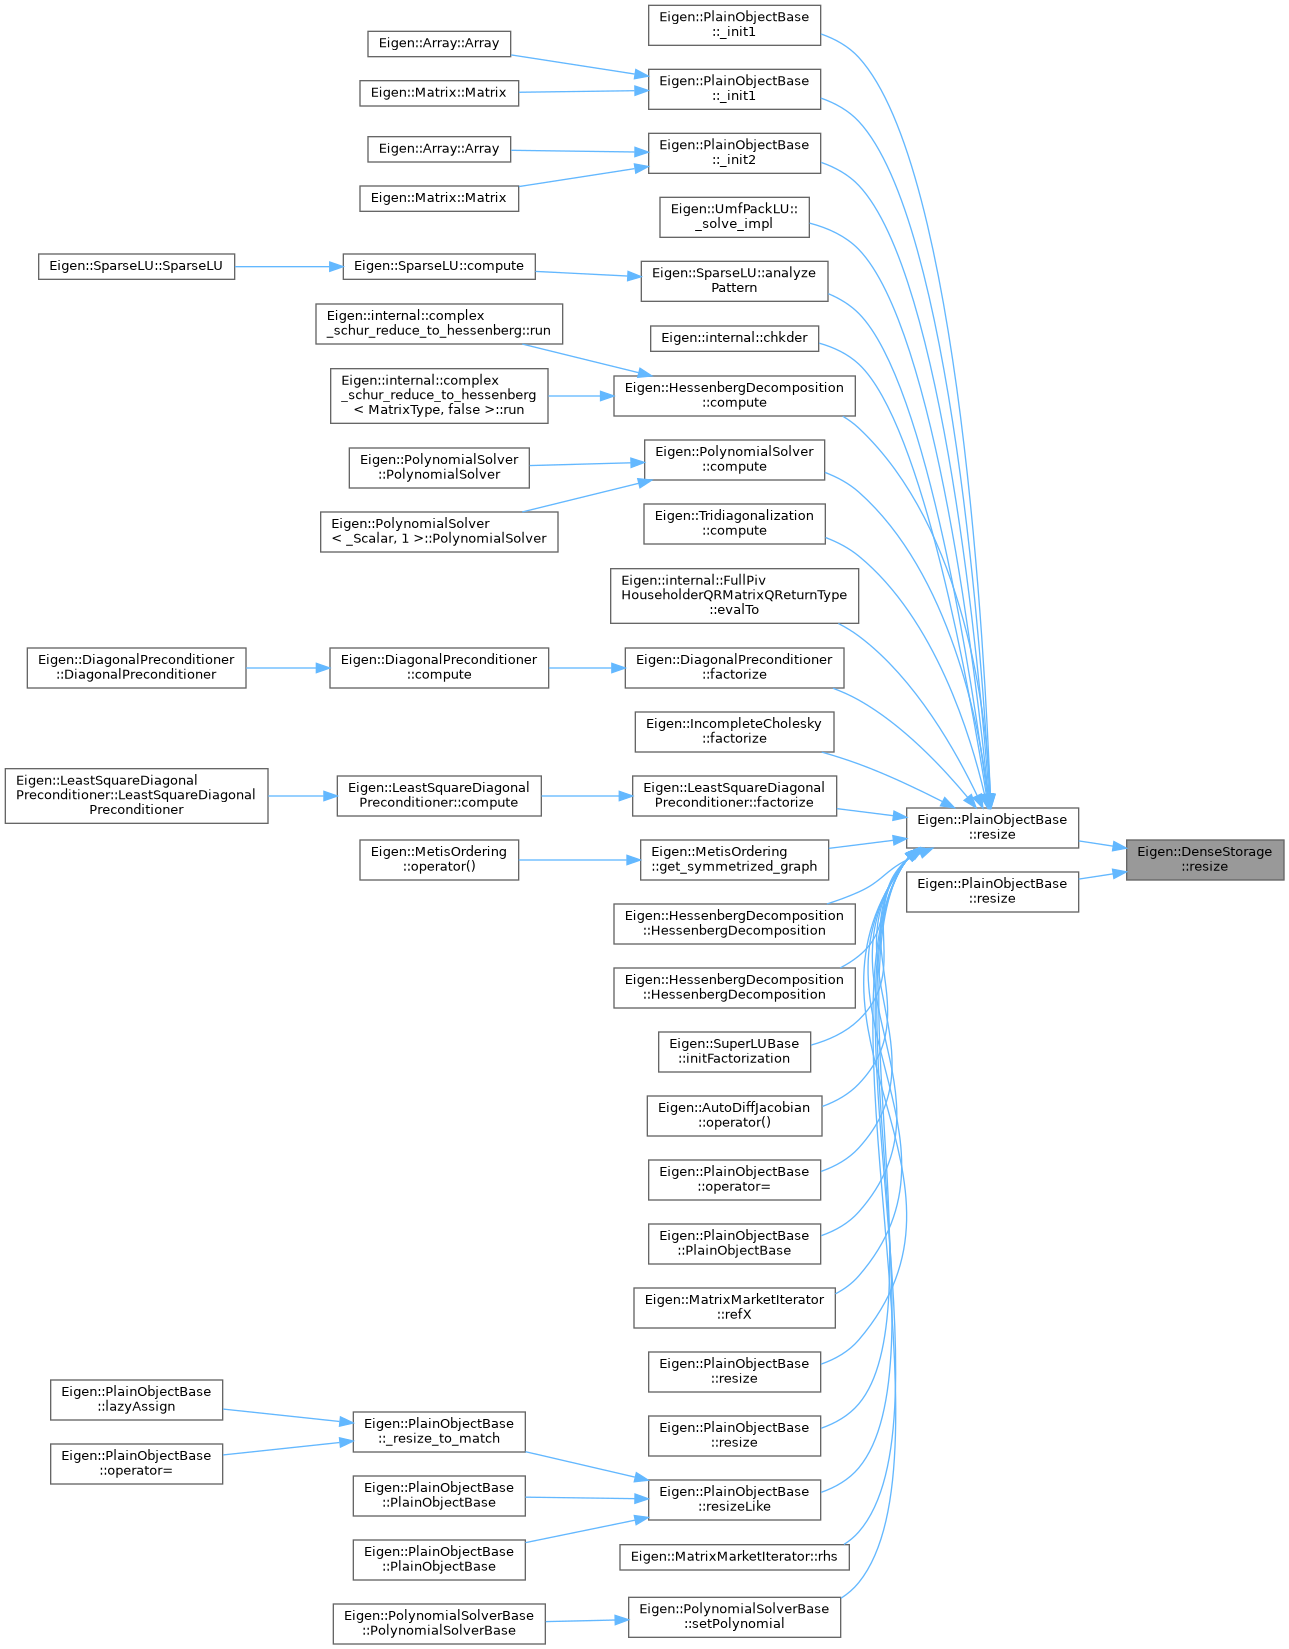 Eigen::PlainObjectBase
::_init1
Eigen::Array::Array
Eigen::PlainObjectBase
::_init1
Eigen::Matrix::Matrix
Eigen::Array::Array
Eigen::PlainObjectBase
::_init2
Eigen::Matrix::Matrix
Eigen::UmfPackLU::
_solve_impl
Eigen::SparseLU::SparseLU
Eigen::SparseLU::compute
Eigen::SparseLU::analyze
Pattern
Eigen::internal::complex
_schur_reduce_to_hessenberg::run
Eigen::internal::chkder
Eigen::internal::complex
_schur_reduce_to_hessenberg
< MatrixType, false >::run
Eigen::HessenbergDecomposition
::compute
Eigen::PolynomialSolver
::PolynomialSolver
Eigen::PolynomialSolver
::compute
Eigen::PolynomialSolver
< _Scalar, 1 >::PolynomialSolver
Eigen::Tridiagonalization
::compute
Eigen::internal::FullPiv
HouseholderQRMatrixQReturnType
::evalTo
Eigen::DiagonalPreconditioner
::DiagonalPreconditioner
Eigen::DiagonalPreconditioner
::compute
Eigen::DiagonalPreconditioner
::factorize
Eigen::IncompleteCholesky
::factorize
Eigen::LeastSquareDiagonal
Preconditioner::LeastSquareDiagonal
Preconditioner
Eigen::LeastSquareDiagonal
Preconditioner::compute
Eigen::LeastSquareDiagonal
Preconditioner::factorize
Eigen::PlainObjectBase
::resize
Eigen::DenseStorage
::resize
Eigen::MetisOrdering
::operator()
Eigen::MetisOrdering
::get_symmetrized_graph
Eigen::PlainObjectBase
::resize
Eigen::HessenbergDecomposition
::HessenbergDecomposition
Eigen::HessenbergDecomposition
::HessenbergDecomposition
Eigen::SuperLUBase
::initFactorization
Eigen::AutoDiffJacobian
::operator()
Eigen::PlainObjectBase
::operator=
Eigen::PlainObjectBase
::PlainObjectBase
Eigen::MatrixMarketIterator
::refX
Eigen::PlainObjectBase
::resize
Eigen::PlainObjectBase
::lazyAssign
Eigen::PlainObjectBase
::_resize_to_match
Eigen::PlainObjectBase
::resize
Eigen::PlainObjectBase
::operator=
Eigen::PlainObjectBase
::PlainObjectBase
Eigen::PlainObjectBase
::resizeLike
Eigen::PlainObjectBase
::PlainObjectBase
Eigen::MatrixMarketIterator::rhs
Eigen::PolynomialSolverBase
::PolynomialSolverBase
Eigen::PolynomialSolverBase
::setPolynomial